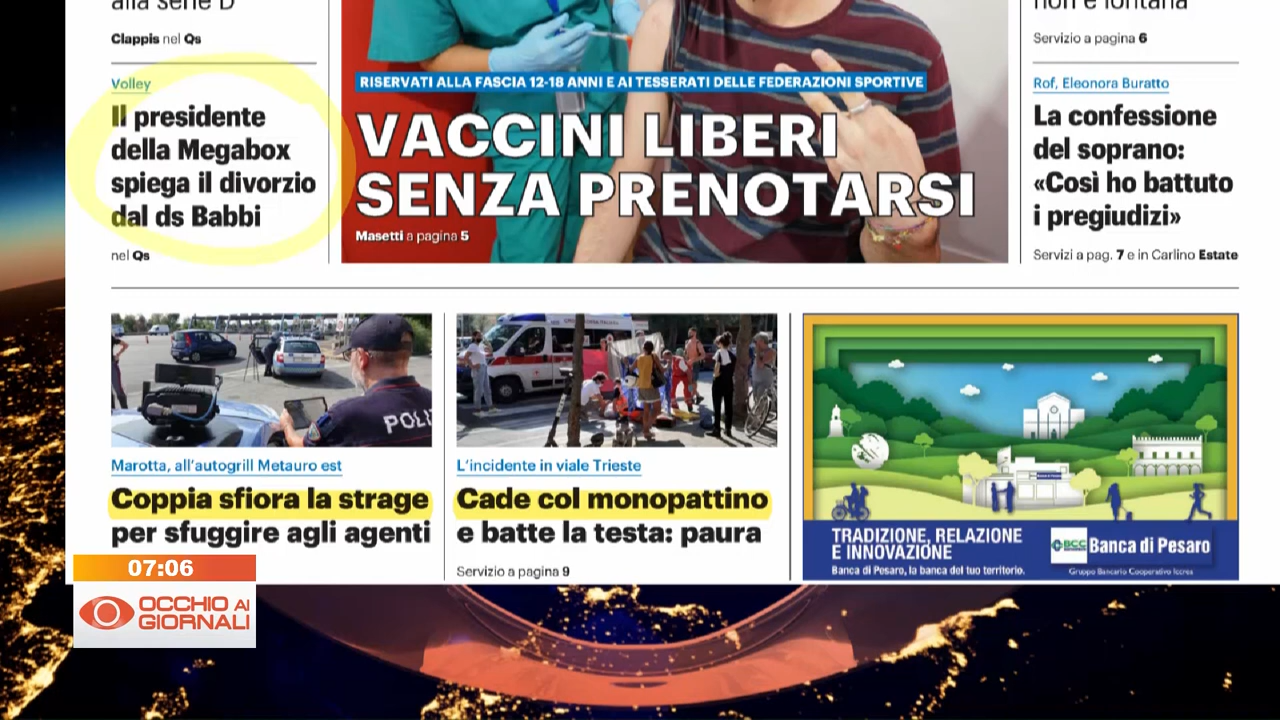 alla serie D
Clappis nel Qs
Volley
Il presidente
della Megabox
spiega il divorzio
dal ds Babbi
nel Qs
RISERVATI ALLA FASCIA 12-18 ANNI E AI TESSERATI DELLE FEDERAZIONI SPORTIVE
VACCINI LIBERI
SENZA PRENOTARSI
Masetti a pagina 5
non è lontana
Servizio a pagina 6
Rof, Eleonora Buratto
La confessione
del soprano:
«Così ho battuto
i pregiudizi»
Servizi a pag. 7 e in Carlino Estate
POLI
Marotta, all'autogrill Metauro est
Coppia sfiora la strage
per sfuggire agli agenti
L'incidente in viale Trieste
Cade col monopattino
e batte la testa: paura
Servizio a pagina 9
TRADIZIONE, RELAZIONE
E INNOVAZIONE
Banca di Pesaro, la banca del tuo territorio.
BCC Banca di Pesaro
Gruppo Bancario Cooperativo Iccrea
07:06
OCCHIO AI
GIORNALI